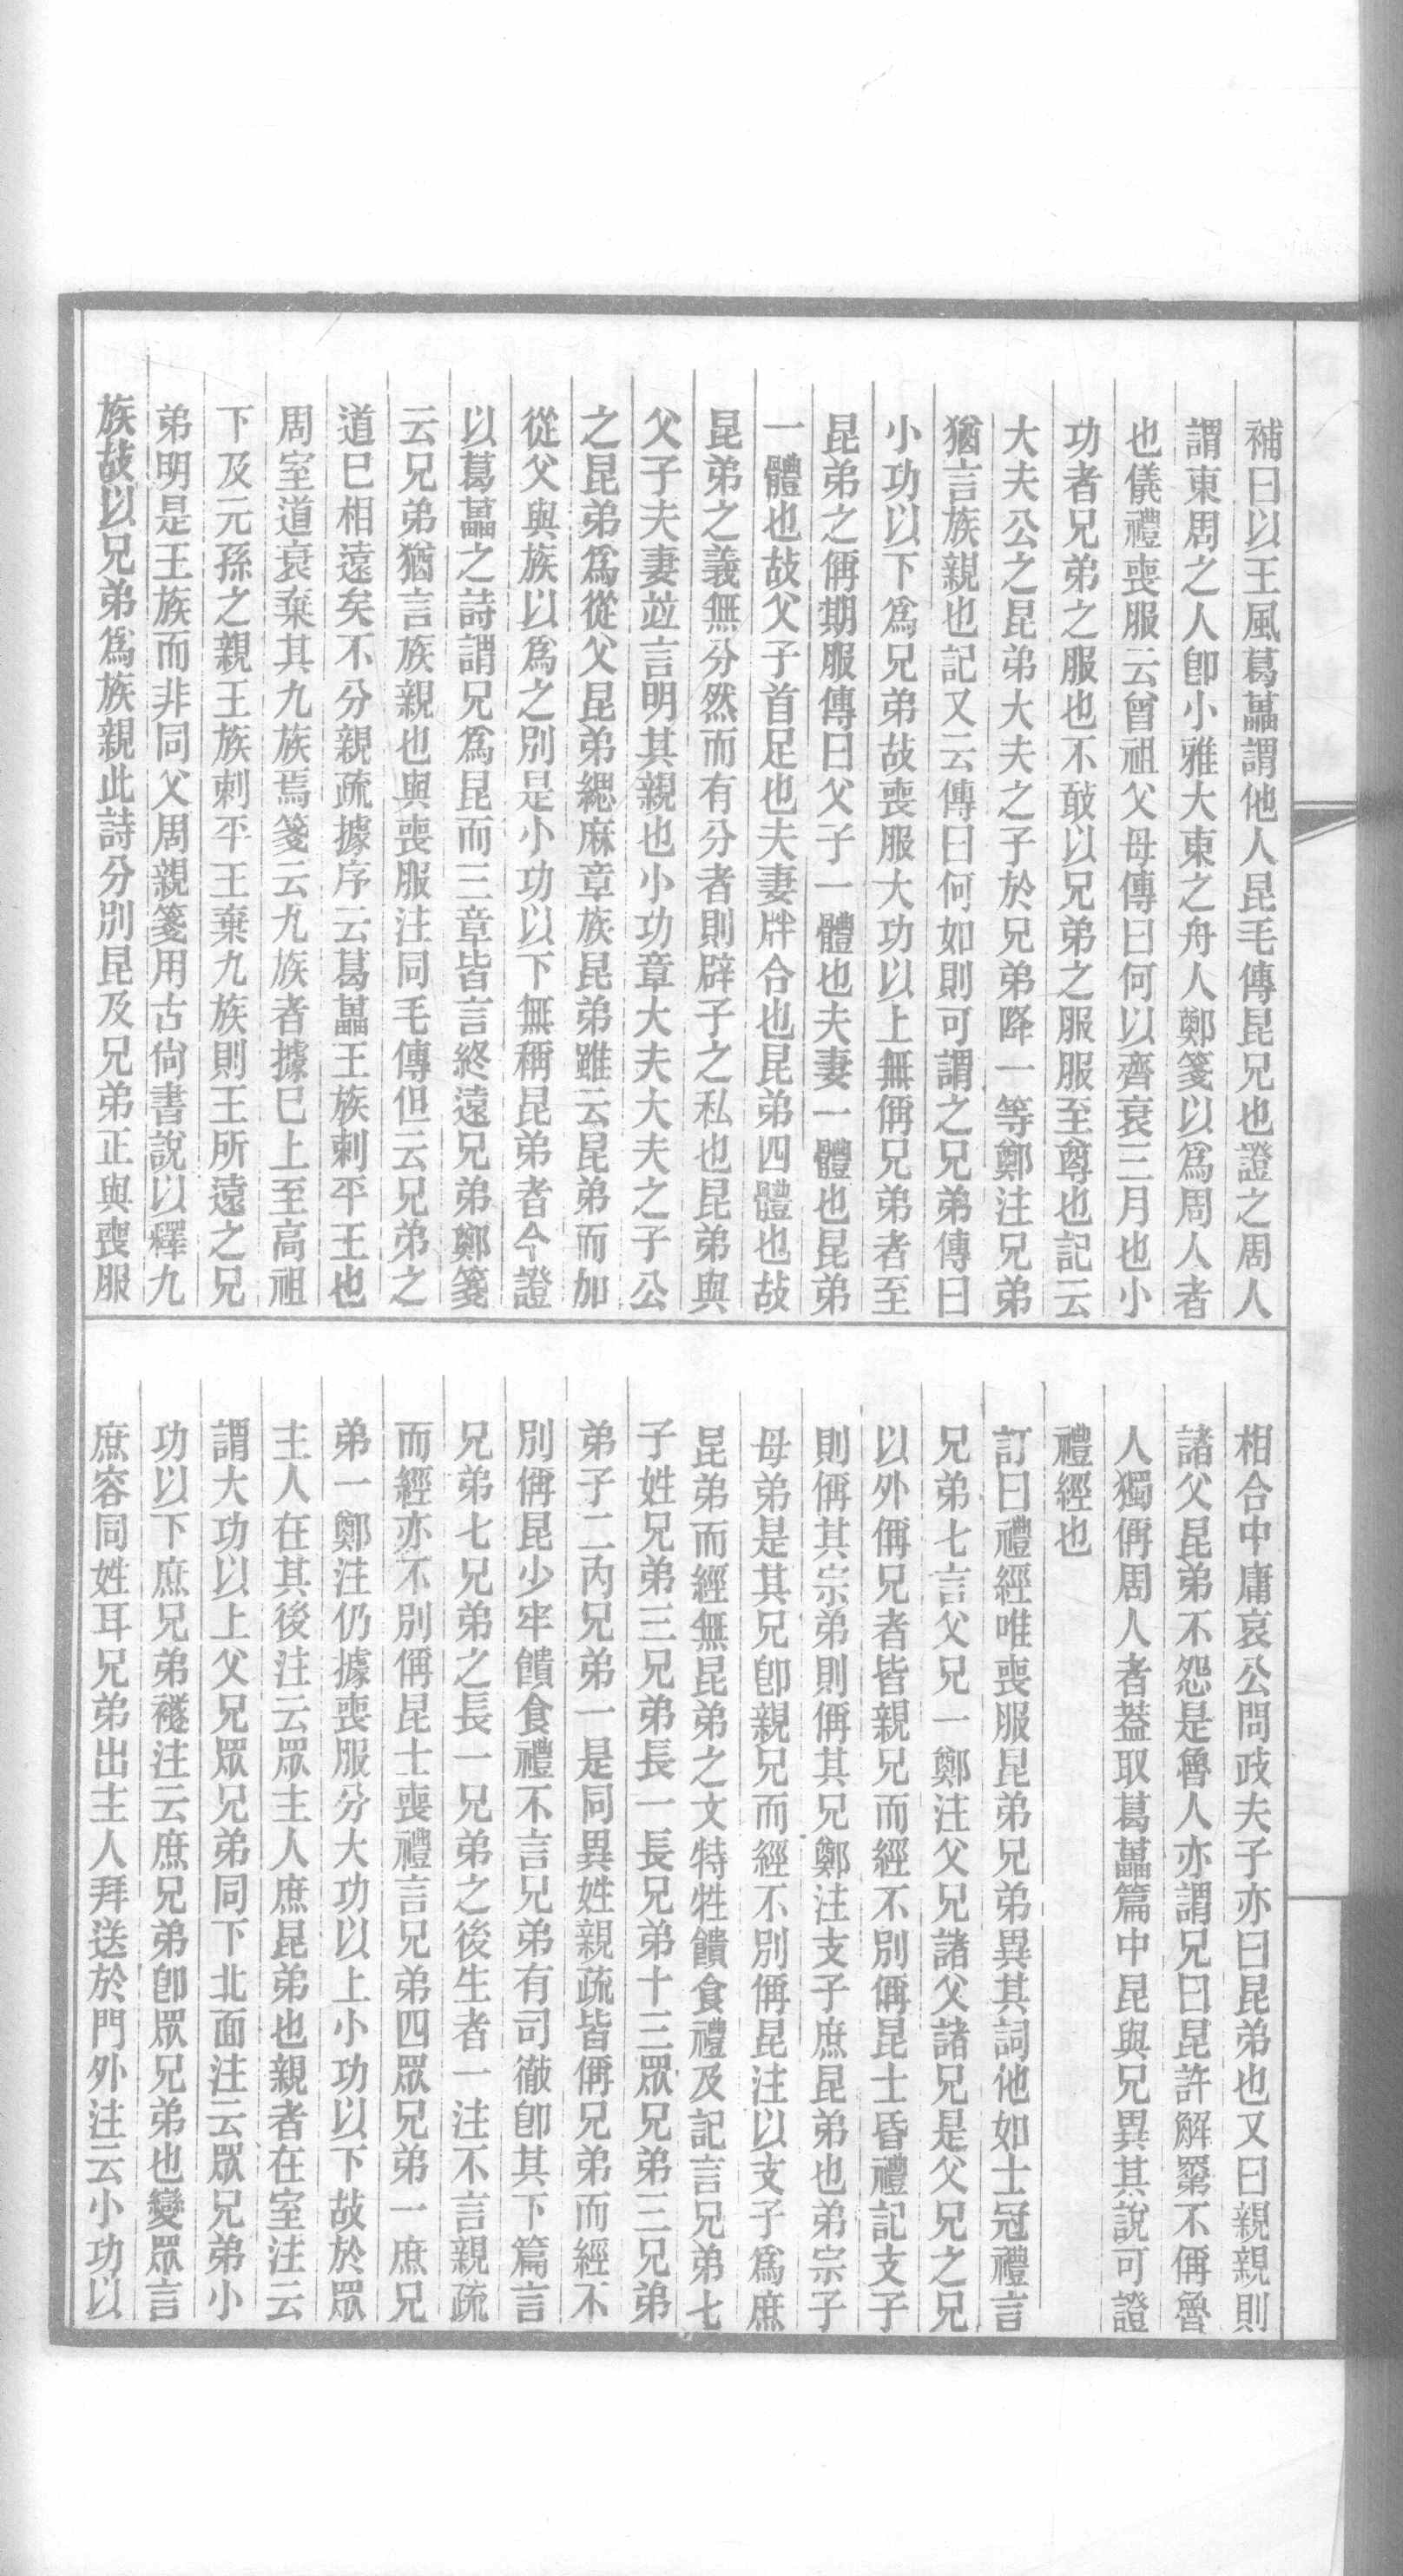 補曰以王風葛藟謂他人昆毛傳昆兄也證之周人
謂東周之人卽小雅大東之舟人鄭箋以爲周人者
也儀禮喪服云曾祖父母傳曰何以齊衰三月也小
功者兄弟之服也不敢以兄弟之服服至尊也記云
大夫公之昆弟大夫之子於兄弟降一等鄭注兄弟
猶言族親也記又云傳曰何如則可謂之兄弟傳曰
小功以下爲兄弟故喪服大功以上無偁兄弟者至
昆弟之偁期服傳曰父子一體也夫妻一體也昆弟
一體也故父子首足也夫妻牉合也昆弟四體也故
昆弟之義無分然而有分者則辟子之私也昆弟與
父子夫妻竝言明其親也小功章大夫大夫之子公
之昆弟爲從父昆弟緦麻章族昆弟雖云昆弟而加
從父與族以爲之別是小功以下無稱昆弟者今證
以葛藟之詩謂兄爲昆而三章皆言終遠兄弟鄭箋
云兄弟猶言族親也與喪服注同毛傳但云兄弟之
道已相遠矣不分親疏據序云葛藟王族刺平王也
周室道衰棄其九族焉箋云九族者據已上至高祖
下及元孫之親王族刺平王棄九族則王所遠之兄
弟明是王族而非同父周親箋用古尙書說以釋九
族故以兄弟爲族親此詩分別昆及兄弟正與喪服
相合中庸哀公問政夫子亦曰昆弟也又曰親親則
諸父昆弟不怨是魯人亦謂兄曰昆許解䍿不偁魯
人獨偁周人者葢取葛藟篇中昆與兄異其說可證
禮經也
訂曰禮經唯喪服昆弟兄弟異其詞他如士冠禮言
兄弟七言父兄一鄭注父兄諸父諸兄是父兄之兄
以外偁兄者皆親兄而經不別偁昆士昏禮記支子
則偁其宗弟則偁其兄鄭注支子庶昆弟也弟宗子
母弟是其兄卽親兄而經不別偁昆注以支子爲庶
昆弟而經無昆弟之文特牲饋食禮及記言兄弟七
子姓兄弟三兄弟長一長兄弟十三眾兄弟三兄弟
弟子二內兄弟一是同異姓親疏皆偁兄弟而經不
別偁昆少牢饋食禮不言兄弟有司徹卽其下篇言
兄弟七兄弟之長一兄弟之後生者一注不言親疏
而經亦不別偁昆士喪禮言兄弟四眾兄弟一庶兄
弟一鄭注仍據喪服分大功以上小功以下故於眾
主人在其後注云眾主人庶昆弟也親者在室注云
謂大功以上父兄眾兄弟同下北面注云眾兄弟小
功以下庶兄弟襚注云庶兄弟卽眾兄弟也變眾言
庶容同姓耳兄弟出主人拜送於門外注云小功以